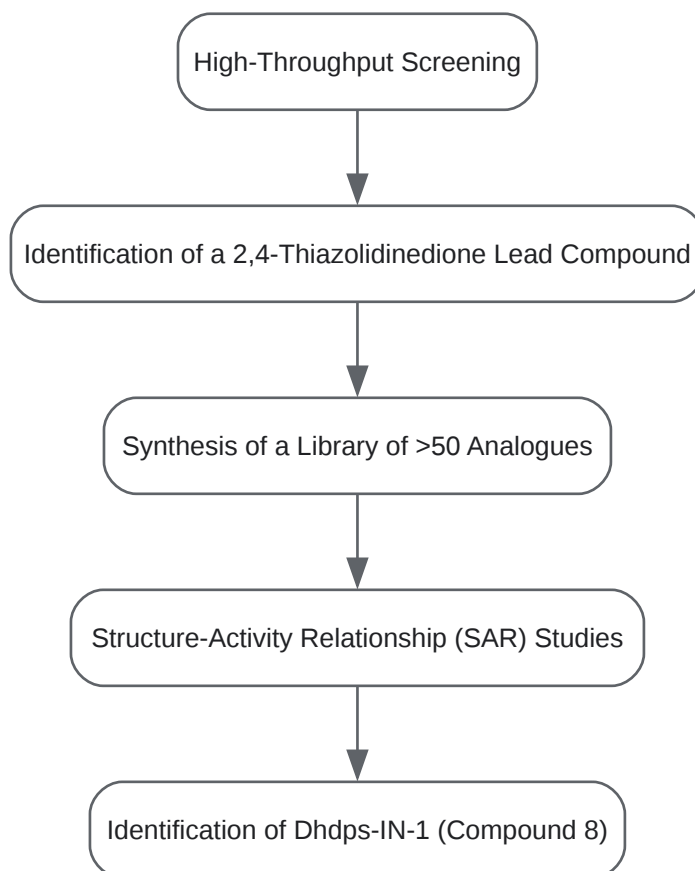 High-Throughput Screening
Identification of a 2,4-Thiazolidinedione Lead Compound
Synthesis of a Library of >50 Analogues
Structure-Activity Relationship (SAR) Studies
Identification of Dhdps-IN-1 (Compound 8)